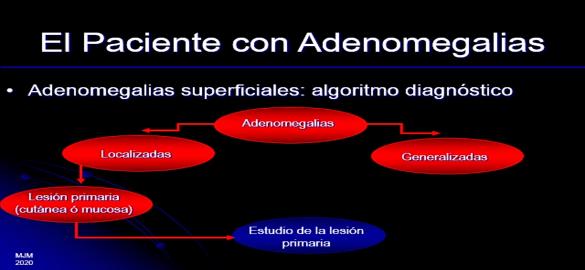 El Paciente con Adenomegalias
• Adenomegalias superficiales: algoritmo diagnóstico
Adenomegalias
Localizadas
Generalizadas
Lesión primaria
(cutánea ó mucosa)
Estudio de la lesión
primaria
MJM
2020